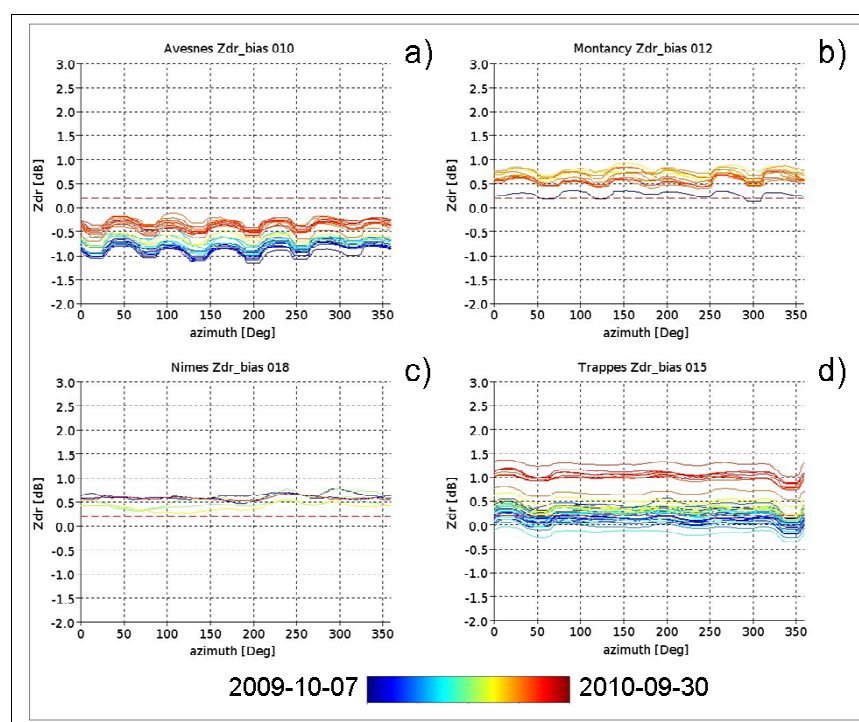 Avesnes Zdr_bias 010
a)
3.0
2.5
2.0
1.5
1.0
0.5
0.0
-0.5
-1.0
-1.5
-2.0
Zdr [dB]
0 50 100 150 200 250 300 350
azimuth [Deg]
Montancy Zdr_bias 012
b)
3.0
2.5
2.0
1.5
1.0
0.5
0.0
-0.5
-1.0
-1.5
-2.0
Zdr [dB]
0 50 100 150 200 250 300 350
azimuth [Deg]
Nimes Zdr_bias 018
c)
3.0
2.5
2.0
1.5
1.0
0.5
0.0
-0.5
-1.0
-1.5
-2.0
Zdr [dB]
0 50 100 150 200 250 300 350
azimuth [Deg]
Trappes Zdr_bias 015
d)
3.0
2.5
2.0
1.5
1.0
0.5
0.0
-0.5
-1.0
-1.5
-2.0
Zdr [dB]
0 50 100 150 200 250 300 350
azimuth [Deg]
2009-10-07 2010-09-30